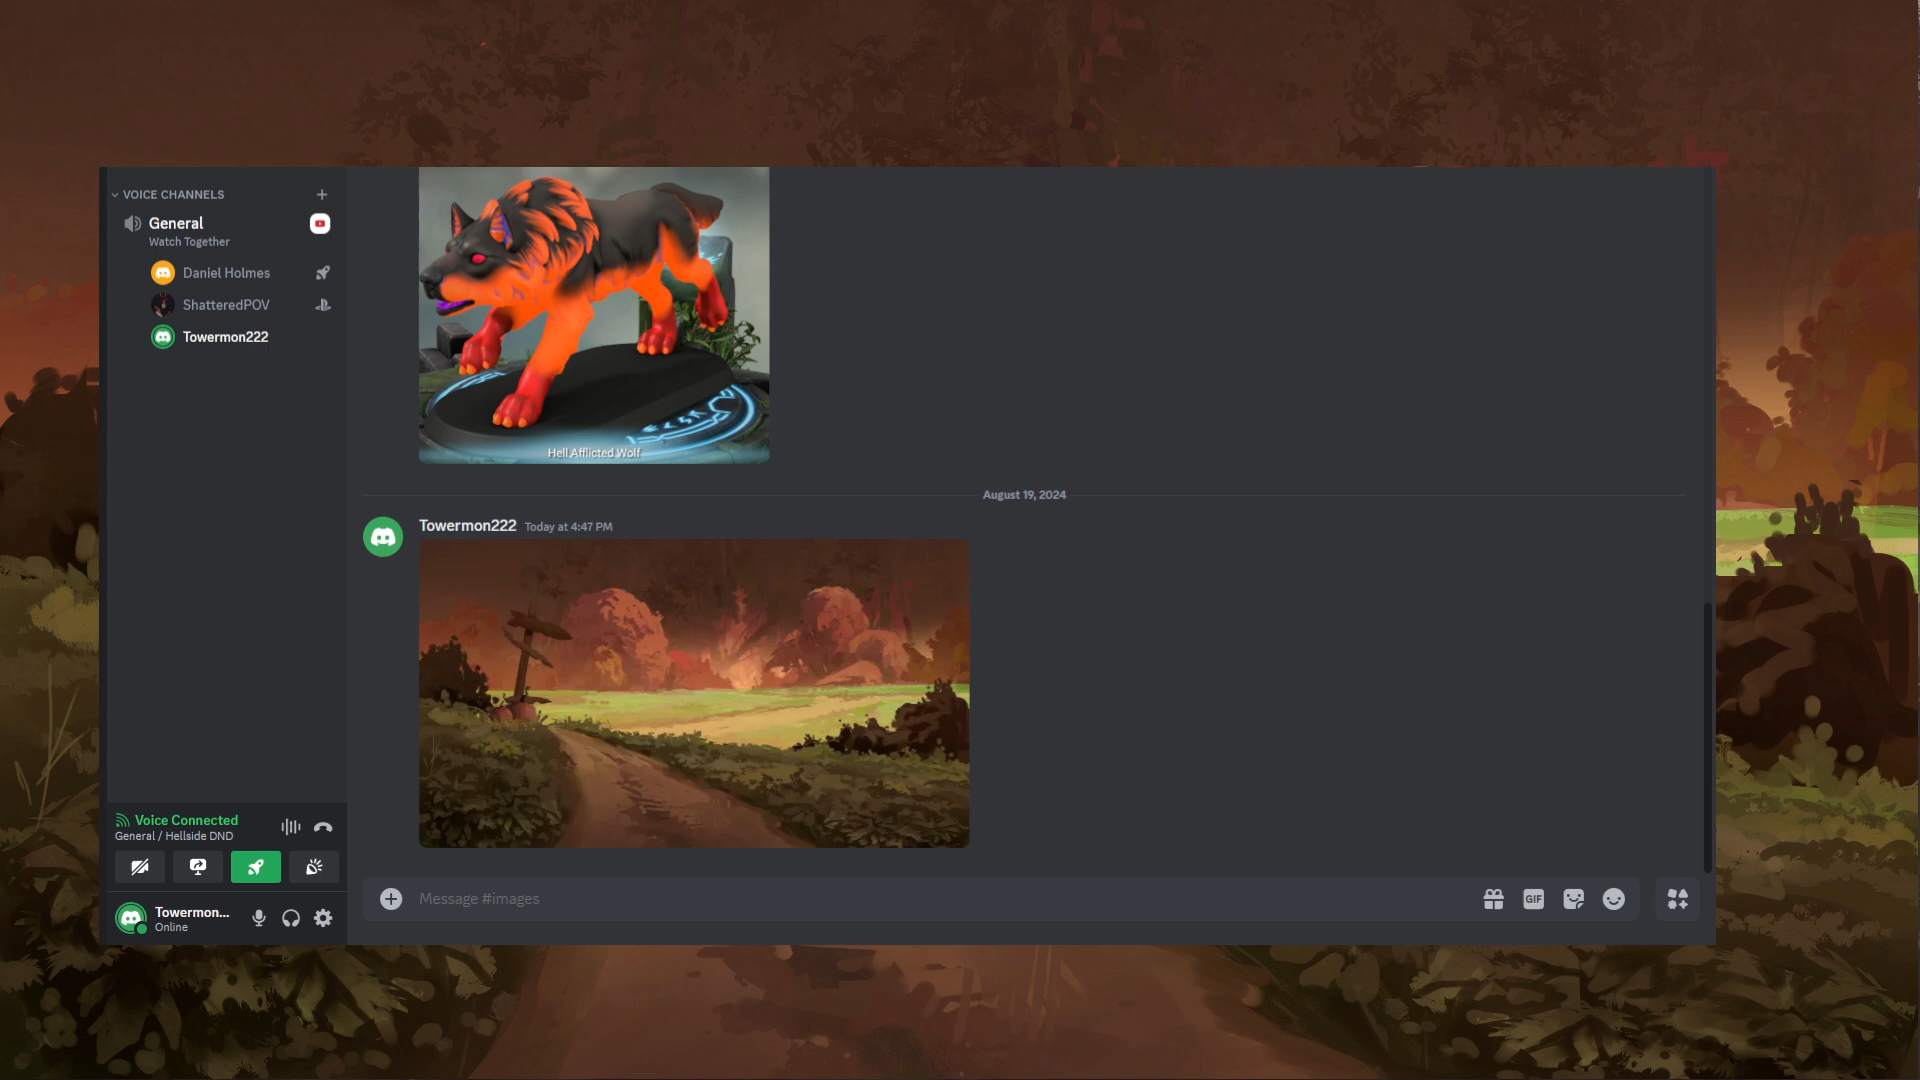 VOICE CHANNELS
General
Watch Together
Daniel Holmes
ShatteredPOV
Towermon222
Hell Afflicted Wolf
August 19, 2024
Towermon222 Today at 4:47 PM
Voice Connected
General / Hellside DND
Towermon...
Online
Message #images
GIF